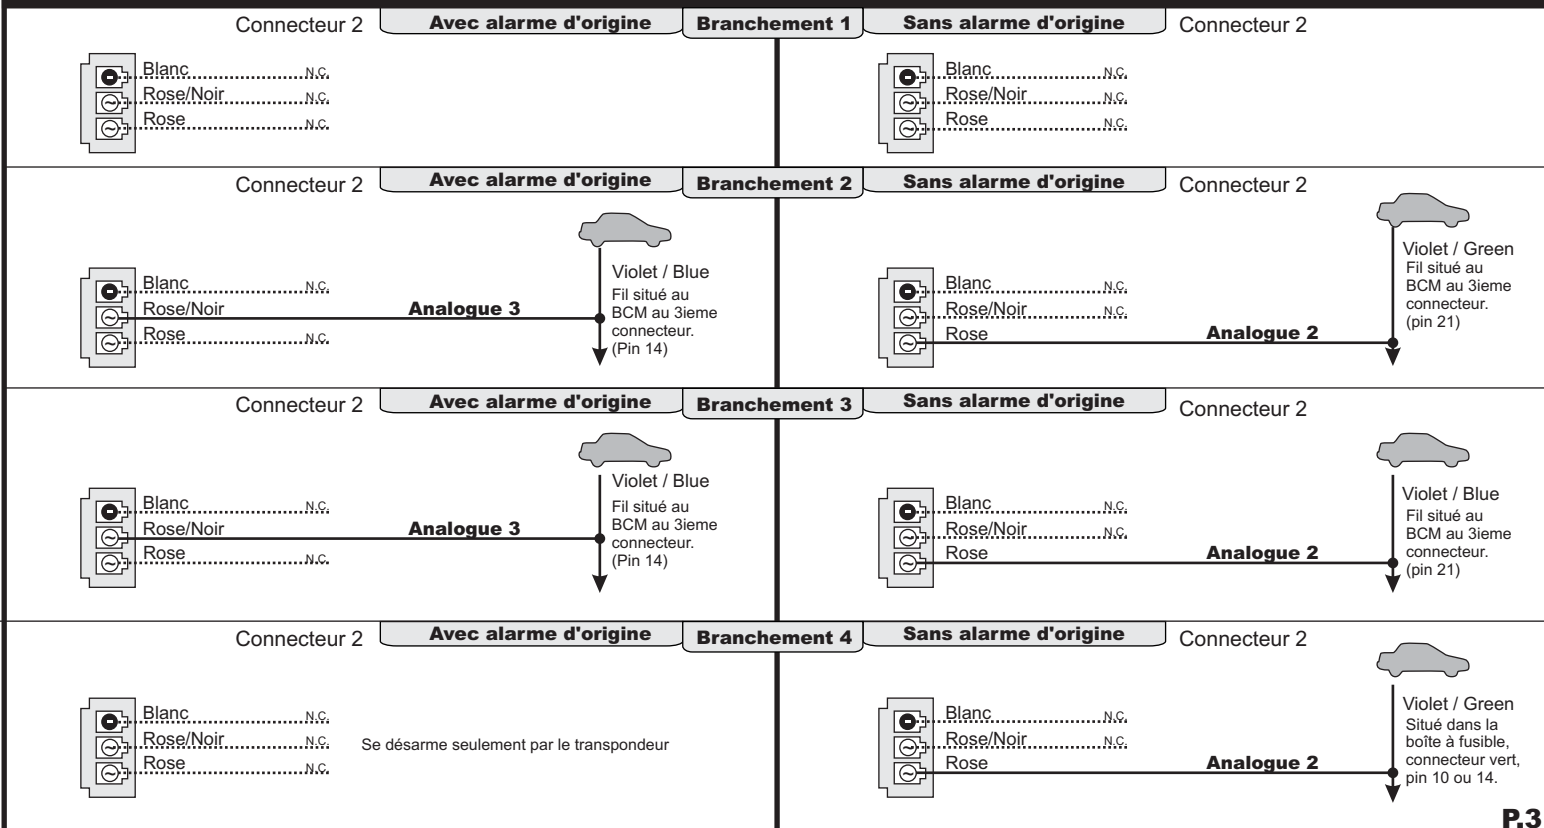 Connecteur 2
Avec alarme d'origine
Branchement 1
Sans alarme d'origine
Connecteur 2
Blanc N.C.
Rose/Noir N.C.
Rose N.C.
Blanc N.C.
Rose/Noir N.C.
Rose N.C.
Connecteur 2
Avec alarme d'origine
Branchement 2
Sans alarme d'origine
Connecteur 2
Blanc N.C.
Rose/Noir Analogue 3
Rose N.C.
Violet / Blue
Fil situé au
BCM au 3ieme
connecteur.
(Pin 14)
Blanc N.C.
Rose/Noir N.C.
Rose Analogue 2
Violet / Green
Fil situé au
BCM au 3ieme
connecteur.
(pin 21)
Connecteur 2
Avec alarme d'origine
Branchement 3
Sans alarme d'origine
Connecteur 2
Blanc N.C.
Rose/Noir Analogue 3
Rose N.C.
Violet / Blue
Fil situé au
BCM au 3ieme
connecteur.
(Pin 14)
Blanc N.C.
Rose/Noir N.C.
Rose Analogue 2
Violet / Blue
Fil situé au
BCM au 3ieme
connecteur.
(pin 21)
Connecteur 2
Avec alarme d'origine
Branchement 4
Sans alarme d'origine
Connecteur 2
Blanc N.C.
Rose/Noir N.C.
Rose N.C.
Se désarme seulement par le transpondeur
Blanc N.C.
Rose/Noir N.C.
Rose Analogue 2
Violet / Green
Situé dans la
boîte à fusible,
connecteur vert,
pin 10 ou 14.
P.3